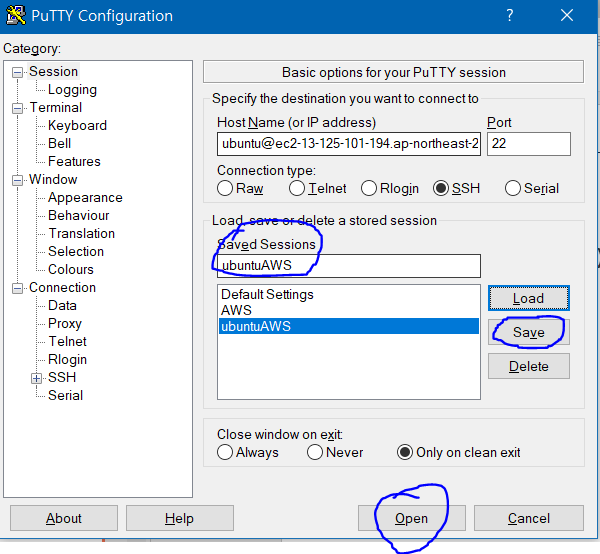 PuTTY Configuration
Category:
Session
Logging
Terminal
Keyboard
Bell
Features
Window
Appearance
Behaviour
Translation
Selection
Colours
Connection
Data
Proxy
Telnet
Rlogin
SSH
Serial
Basic options for your PuTTY session
Specify the destination you want to connect to
Host Name (or IP address) Port
ubuntu@ec2-13-125-101-194.ap-northeast-2 22
Connection type:
Raw Telnet Rlogin SSH Serial
Load, save or delete a stored session
Saved Sessions
ubuntuAWS
Default Settings
AWS
ubuntuAWS
Load
Save
Delete
Close window on exit:
Always Never Only on clean exit
About Help Open Cancel